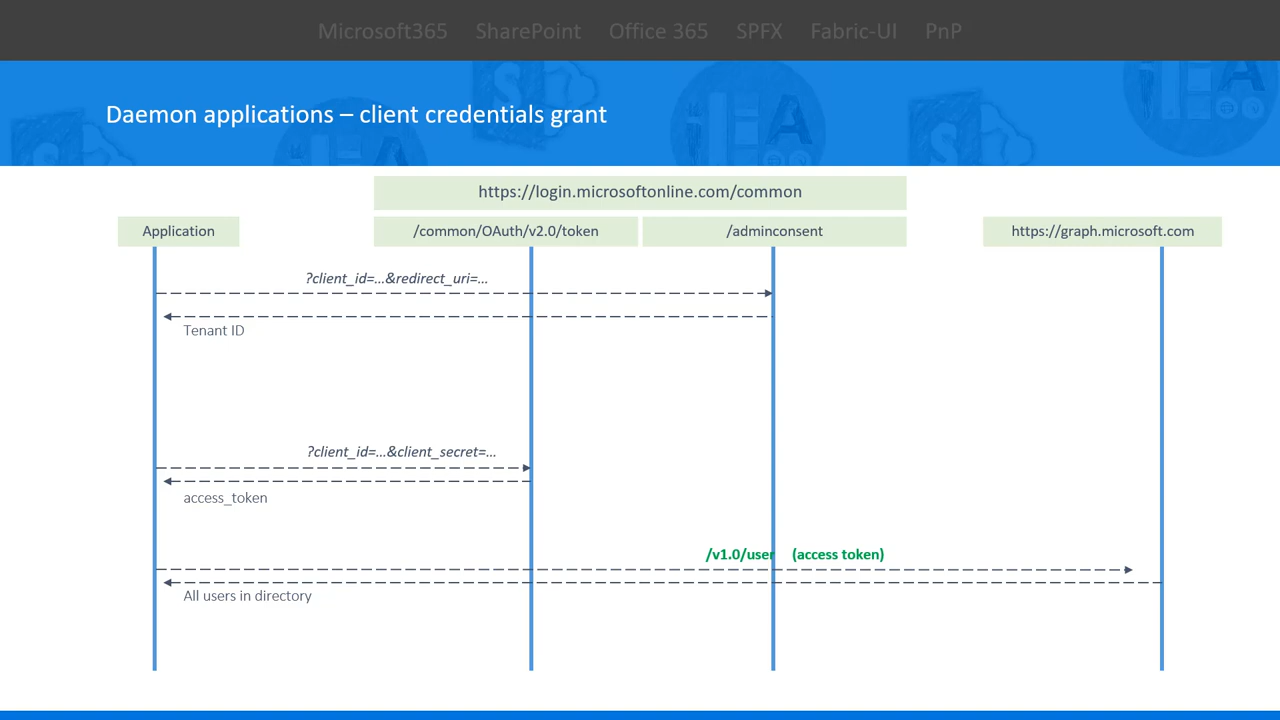 Microsoft365 SharePoint Office 365 SPFX Fabric-UI PnP
Daemon applications – client credentials grant
https://login.microsoftonline.com/common
Application
/common/OAuth/v2.0/token
/adminconsent
https://graph.microsoft.com
?client_id=...&redirect_uri=...
Tenant ID
?client_id=...&client_secret=...
access_token
/v1.0/user (access token)
All users in directory